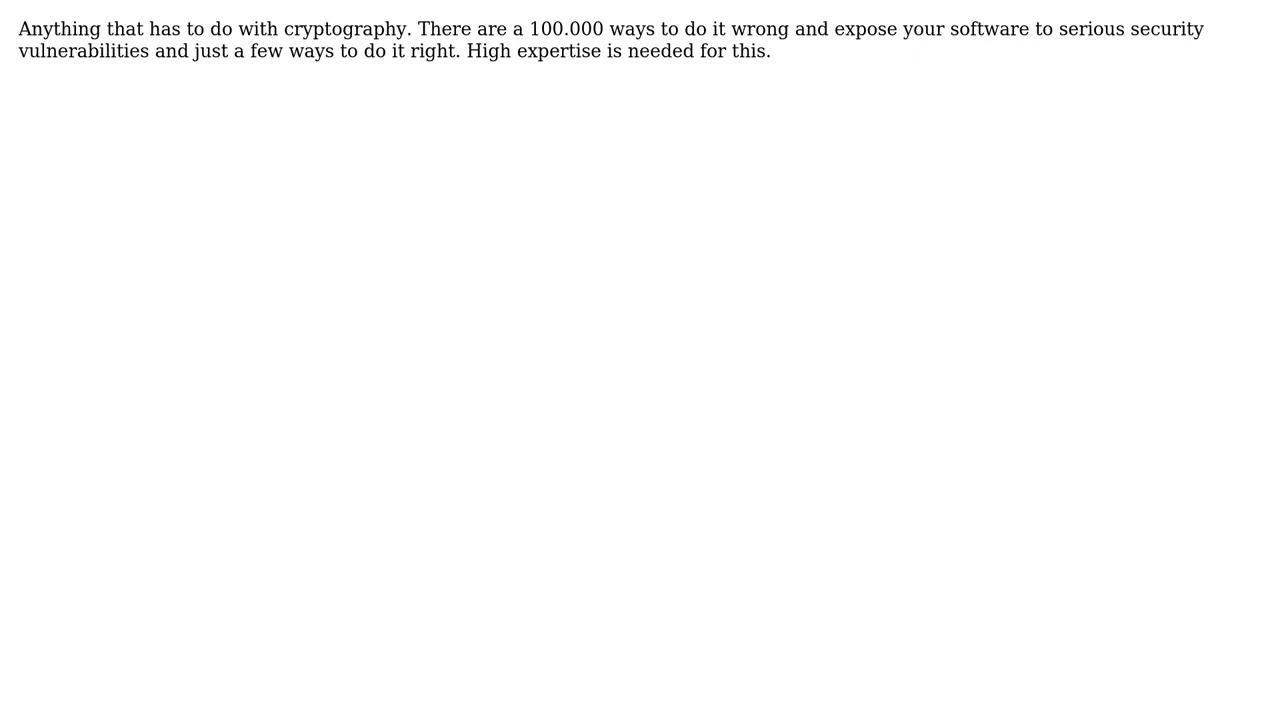 Anything that has to do with cryptography. There are a 100.000 ways to do it wrong and expose your software to serious security
vulnerabilities and just a few ways to do it right. High expertise is needed for this.